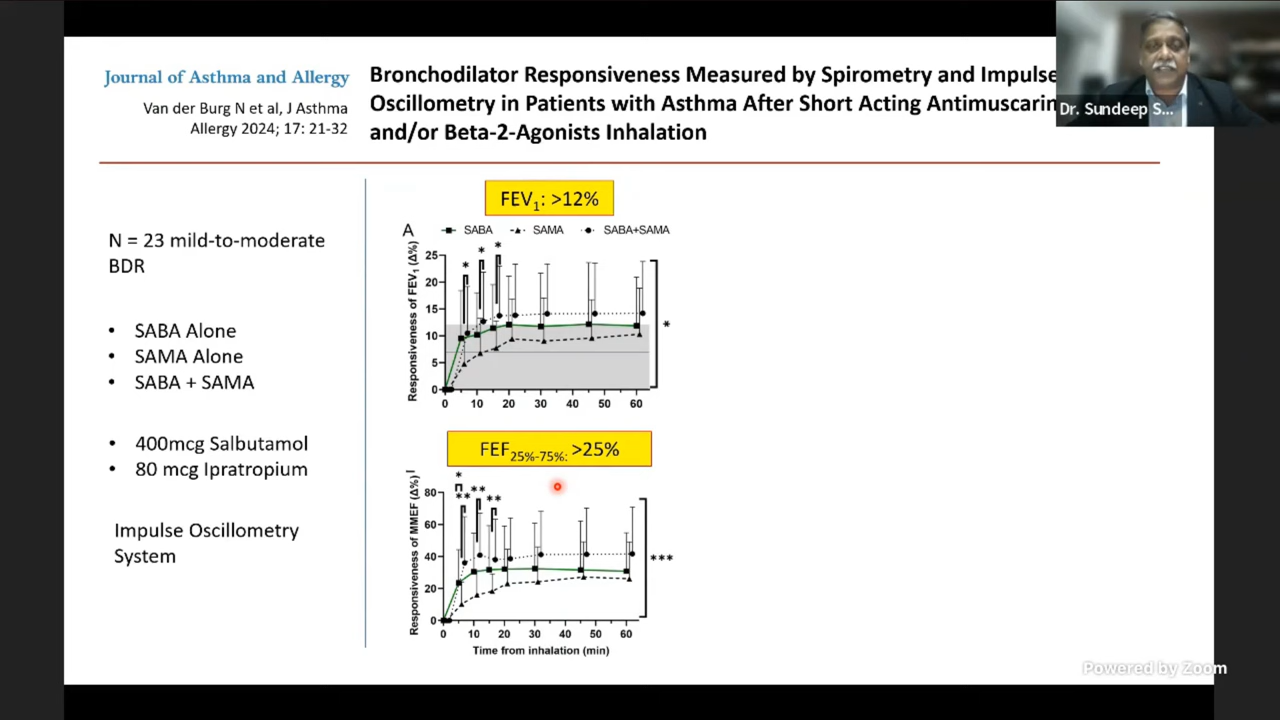 Journal of Asthma and Allergy
Van der Burg N et al, J Asthma
Allergy 2024; 17: 21-32
Bronchodilator Responsiveness Measured by Spirometry and Impulse
Oscillometry in Patients with Asthma After Short Acting
and/or Beta-2-Agonists Inhalation
Dr. Sundeep S...
N = 23 mild-to-moderate
BDR
• SABA Alone
• SAMA Alone
• SABA + SAMA
• 400mcg Salbutamol
• 80 mcg Ipratropium
Impulse Oscillometry
System
FEV1: >12%
A
SABA SAMA SABA+SAMA
Responsiveness of FEV1 (Δ%)
25
20
15
10
5
0
0 10 20 30 40 50 60
* * *
*
FEF25%-75%: >25%
Responsiveness of MMEF (Δ%)
80
60
40
20
0
0 10 20 30 40 50 60
*
** ** **
***
Time from inhalation (min)
Powered by Zoom